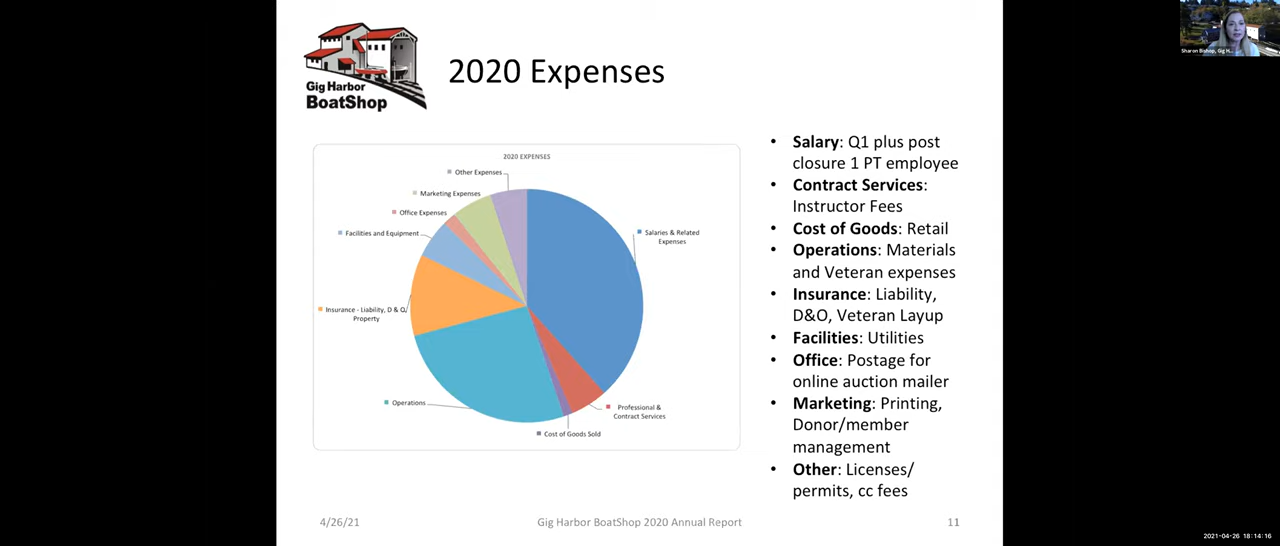 Gig Harbor
BoatShop
2020 Expenses
Sharon Bishop, Gig H...
2020 EXPENSES
Other Expenses
Marketing Expenses
Office Expenses
Facilities and Equipment
Salaries & Related
Expenses
Insurance - Liability, D & O,
Property
Operations
Professional &
Contract Services
Cost of Goods Sold
• Salary: Q1 plus post
closure 1 PT employee
• Contract Services:
Instructor Fees
• Cost of Goods: Retail
• Operations: Materials
and Veteran expenses
• Insurance: Liability,
D&O, Veteran Layup
• Facilities: Utilities
• Office: Postage for
online auction mailer
• Marketing: Printing,
Donor/member
management
• Other: Licenses/
permits, cc fees
4/26/21
Gig Harbor BoatShop 2020 Annual Report
11
2021-04-26 18:14:16